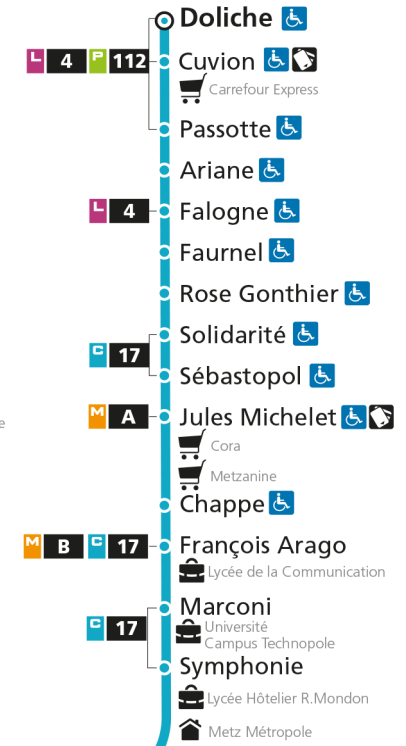 Doliche
L 4 P 112 Cuvion
Carrefour Express
Passotte
Ariane
L 4 Falogne
Faurnel
Rose Gonthier
Solidarité
C 17
Sébastopol
M A Jules Michelet
e
Cora
Metzanine
Chappe
M B C 17 François Arago
Lycée de la Communication
Marconi
C 17 Université
Campus Technopole
Symphonie
Lycée Hôtelier R.Mondon
Metz Métropole